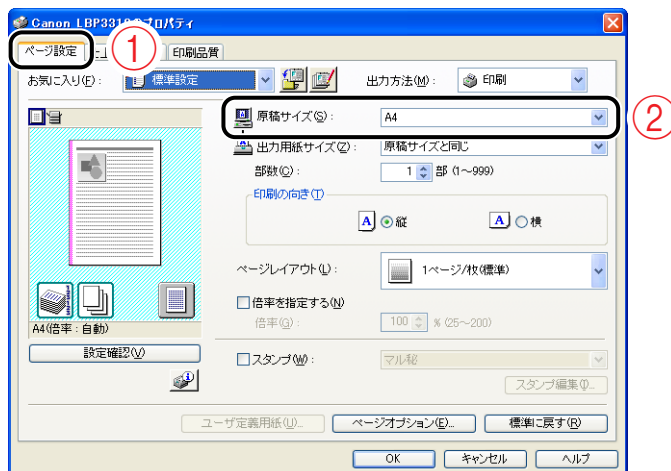 Canon LBP3310のプロパティ
ページ設定 ① 印刷品質
お気に入り(F): 標準設定 出力方法(M): 印刷
原稿サイズ(S): A4 ②
出力用紙サイズ(Z): 原稿サイズと同じ
部数(C): 1 部 (1～999)
印刷の向き(T)
A 縦 A 横
ページレイアウト(L): 1ページ/枚(標準)
倍率を指定する(N)
倍率(G): 100 % (25～200)
A4(倍率:自動)
設定確認(V)
スタンプ(W): マル秘
スタンプ編集(I)...
ユーザ定義用紙(U)... ページオプション(E)... 標準に戻す(R)
OK キャンセル ヘルプ